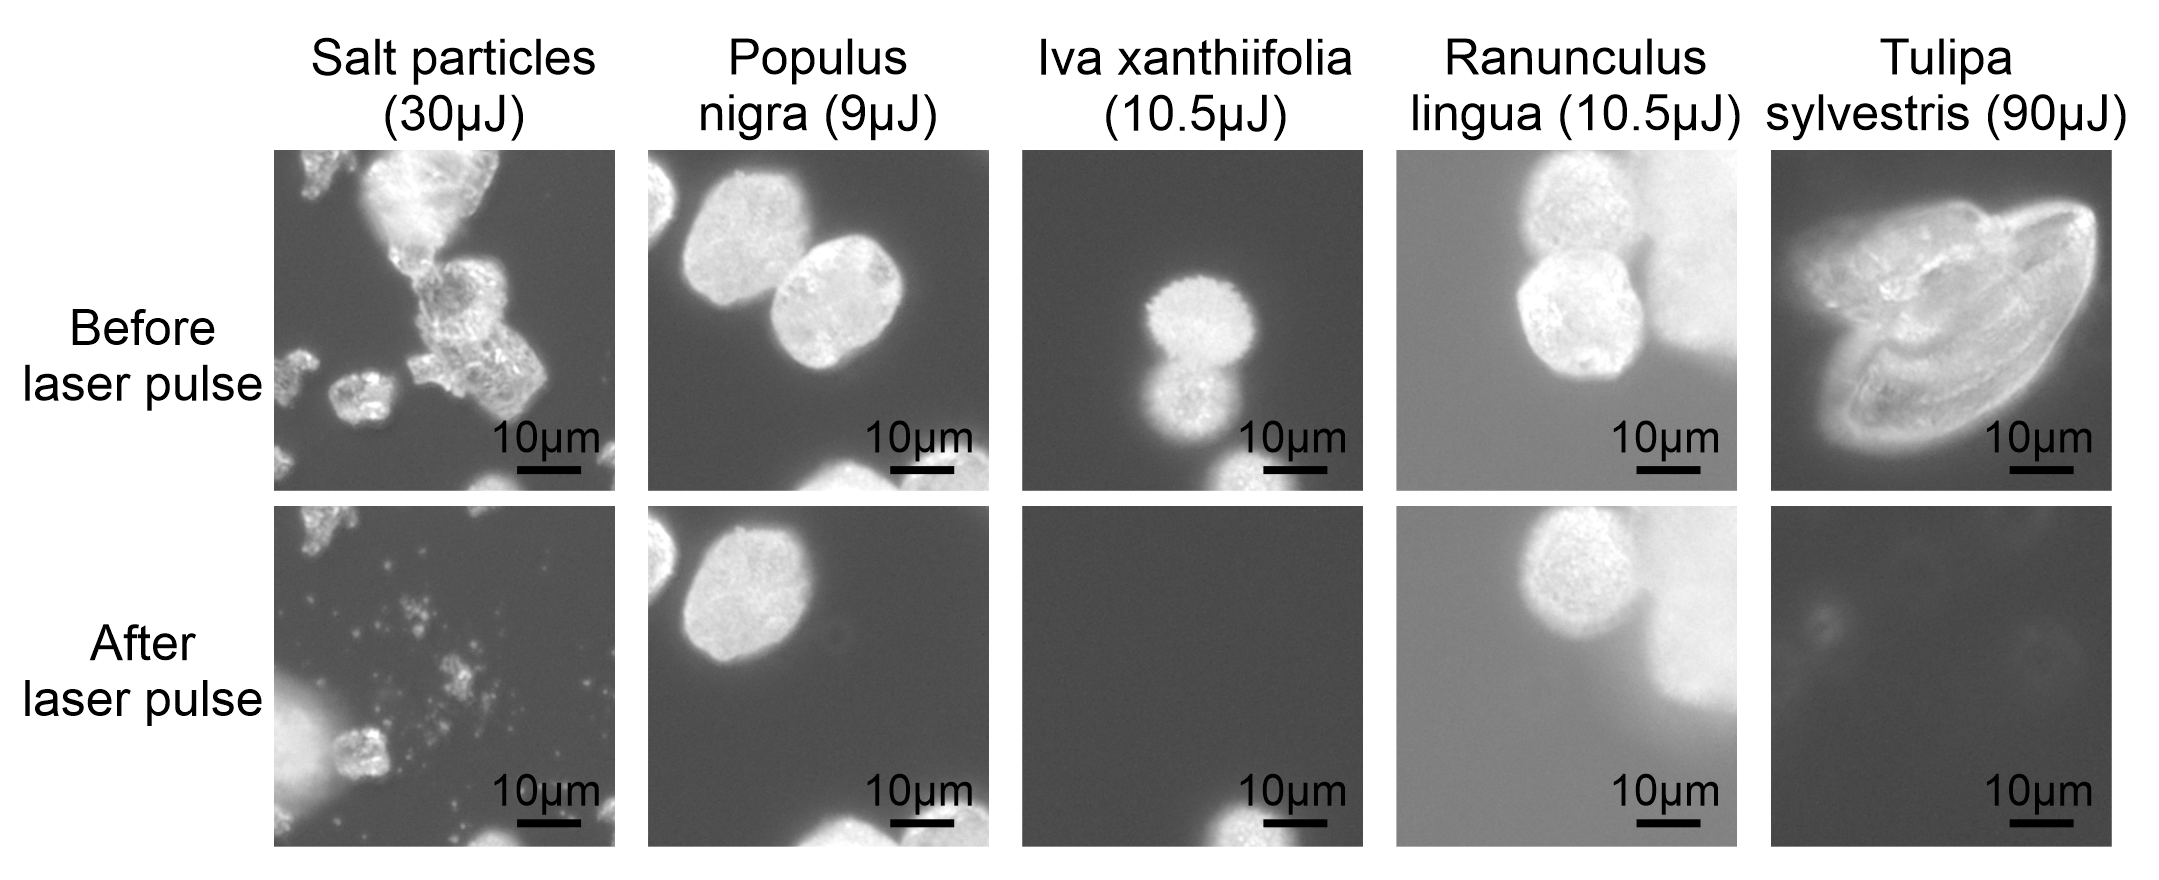 Salt particles
(30µJ)
Populus
nigra (9µJ)
Iva xanthiifolia
(10.5µJ)
Ranunculus
lingua (10.5µJ)
Tulipa
sylvestris (90µJ)
Before
laser pulse
10µm
10µm
10µm
10µm
10µm
After
laser pulse
10µm
10µm
10µm
10µm
10µm